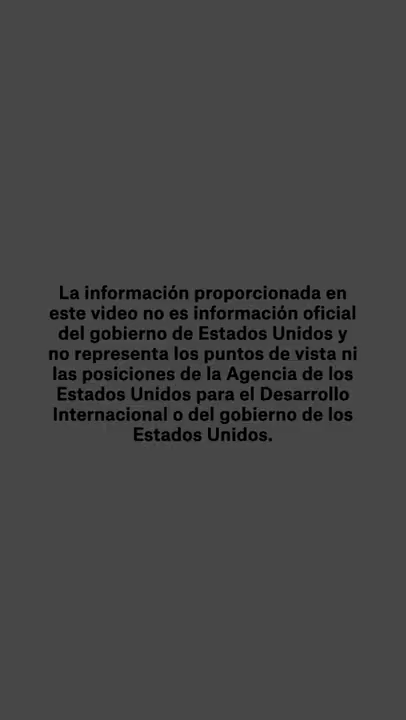 La información proporcionada en
este video no es información oficial
del gobierno de Estados Unidos y
no representa los puntos de vista ni
las posiciones de la Agencia de los
Estados Unidos para el Desarrollo
Internacional o del gobierno de los
Estados Unidos.